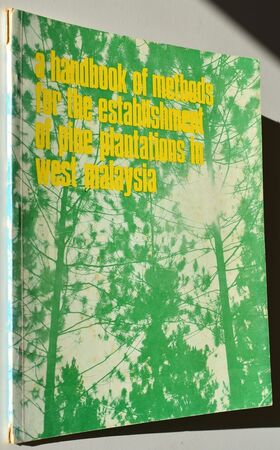 a handbook of methods
for the establishment
of pine plantations in
west malaysia